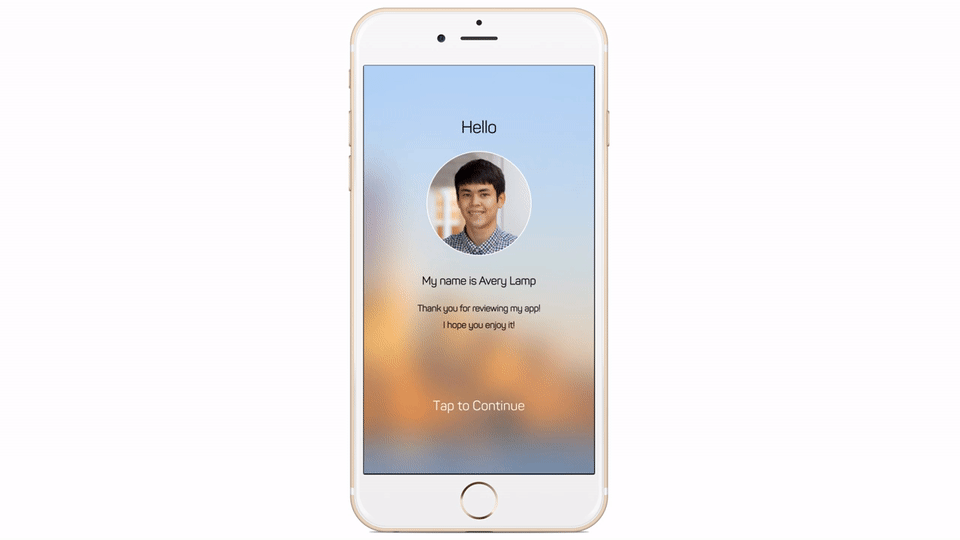 Hello
My name is Avery Lamp
Thank you for reviewing my app!
I hope you enjoy it!
Tap to Continue